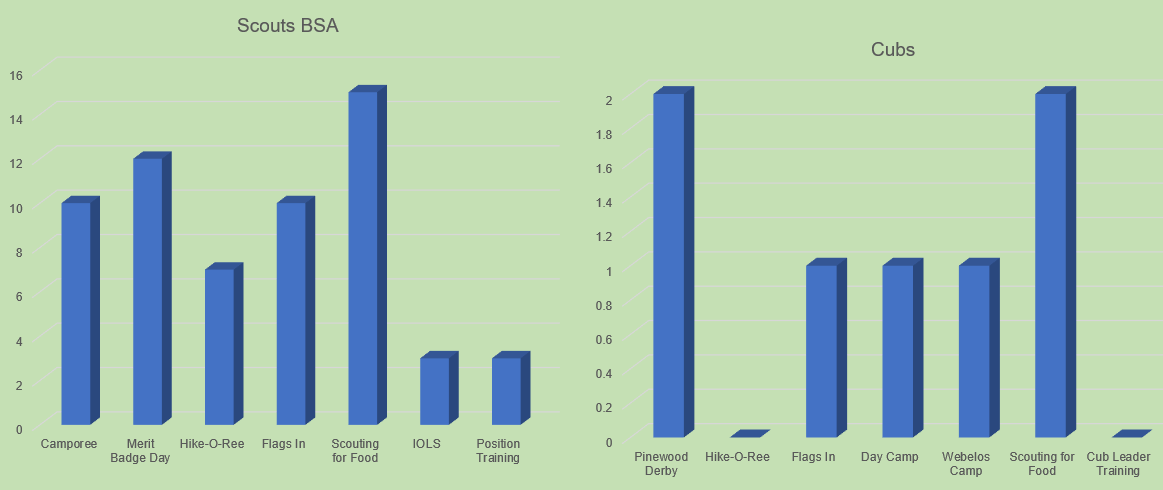 Scouts BSA
16
14
12
10
8
6
4
2
0
Camporee
Merit
Badge Day
Hike-O-Ree
Flags In
Scouting
for Food
IOLS
Position
Training
Cubs
2
1.8
1.6
1.4
1.2
1
0.8
0.6
0.4
0.2
0
Pinewood
Derby
Hike-O-Ree
Flags In
Day Camp
Webelos
Camp
Scouting for
Food
Cub Leader
Training